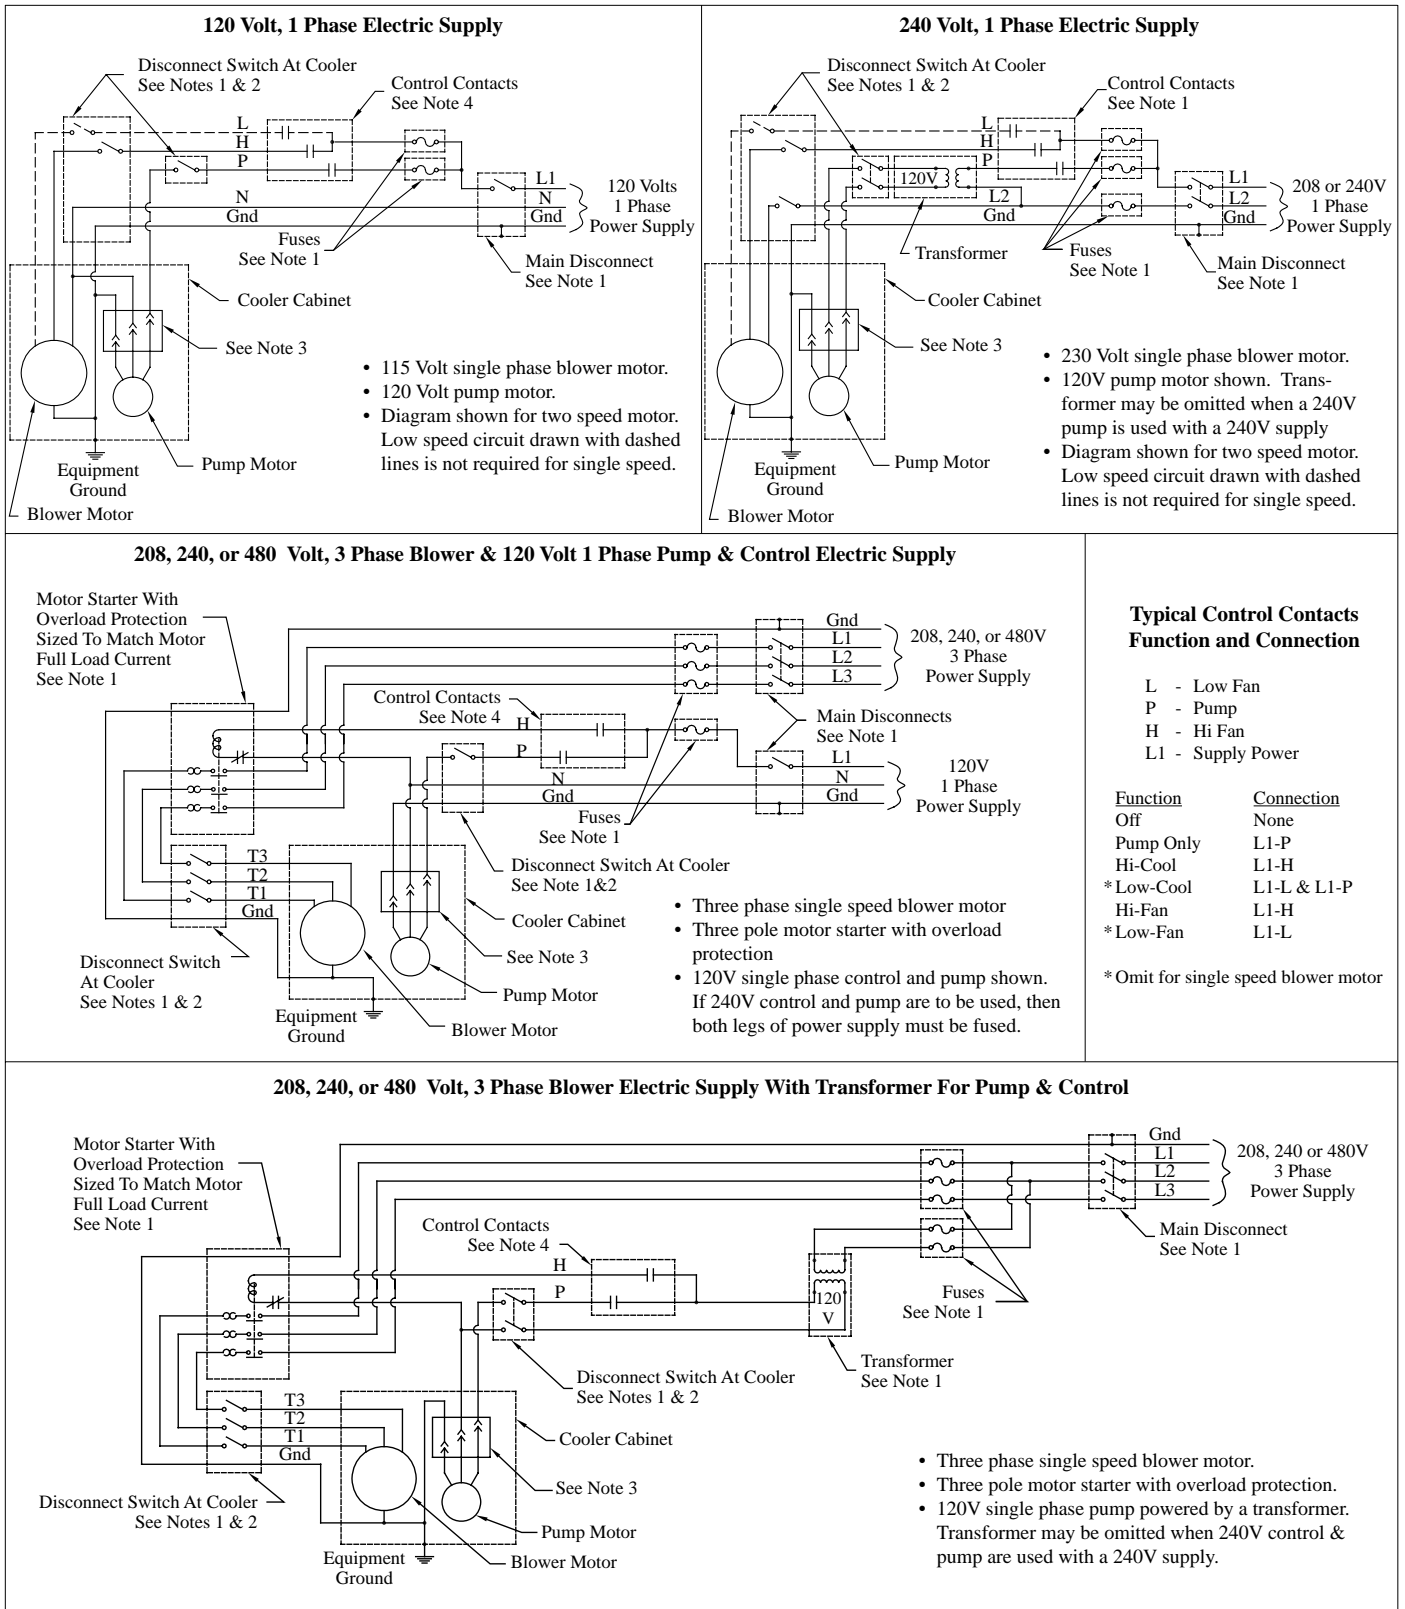 120 Volt, 1 Phase Electric Supply
Disconnect Switch At Cooler
See Notes 1 & 2
Control Contacts
See Note 4
L
H
P
N
Gnd
L1
N
Gnd
120 Volts
1 Phase
Power Supply
Fuses
See Note 1
Main Disconnect
See Note 1
Cooler Cabinet
See Note 3
Pump Motor
Equipment
Ground
Blower Motor
• 115 Volt single phase blower motor.
• 120 Volt pump motor.
• Diagram shown for two speed motor.
Low speed circuit drawn with dashed
lines is not required for single speed.
240 Volt, 1 Phase Electric Supply
Disconnect Switch At Cooler
See Notes 1 & 2
Control Contacts
See Note 1
L
H
P
120V
L2
Gnd
L1
L2
Gnd
208 or 240V
1 Phase
Power Supply
Transformer
Fuses
See Note 1
Main Disconnect
See Note 1
Cooler Cabinet
See Note 3
Pump Motor
Equipment
Ground
Blower Motor
• 230 Volt single phase blower motor.
• 120V pump motor shown. Trans-
former may be omitted when a 240V
pump is used with a 240V supply
• Diagram shown for two speed motor.
Low speed circuit drawn with dashed
lines is not required for single speed.
208, 240, or 480 Volt, 3 Phase Blower & 120 Volt 1 Phase Pump & Control Electric Supply
Motor Starter With
Overload Protection
Sized To Match Motor
Full Load Current
See Note 1
Gnd
L1
L2
L3
208, 240, or 480V
3 Phase
Power Supply
Control Contacts
See Note 4
H
P
N
Gnd
Main Disconnects
See Note 1
L1
N
Gnd
120V
1 Phase
Power Supply
Fuses
See Note 1
Disconnect Switch At Cooler
See Note 1&2
T3
T2
T1
Gnd
Cooler Cabinet
See Note 3
Pump Motor
Blower Motor
Disconnect Switch
At Cooler
See Notes 1 & 2
Equipment
Ground
• Three phase single speed blower motor
• Three pole motor starter with overload
protection
• 120V single phase control and pump shown.
If 240V control and pump are to be used, then
both legs of power supply must be fused.
Typical Control Contacts
Function and Connection
L - Low Fan
P - Pump
H - Hi Fan
L1 - Supply Power
Function Connection
Off None
Pump Only L1-P
Hi-Cool L1-H
* Low-Cool L1-L & L1-P
Hi-Fan L1-H
* Low-Fan L1-L
* Omit for single speed blower motor
208, 240, or 480 Volt, 3 Phase Blower Electric Supply With Transformer For Pump & Control
Motor Starter With
Overload Protection
Sized To Match Motor
Full Load Current
See Note 1
Gnd
L1
L2
L3
208, 240 or 480V
3 Phase
Power Supply
Main Disconnect
See Note 1
Control Contacts
See Note 4
H
P
120
V
Fuses
See Note 1
Transformer
See Note 1
Disconnect Switch At Cooler
See Notes 1 & 2
T3
T2
T1
Gnd
Cooler Cabinet
See Note 3
Pump Motor
Blower Motor
Disconnect Switch At Cooler
See Notes 1 & 2
Equipment
Ground
• Three phase single speed blower motor.
• Three pole motor starter with overload protection.
• 120V single phase pump powered by a transformer.
Transformer may be omitted when 240V control &
pump are used with a 240V supply.